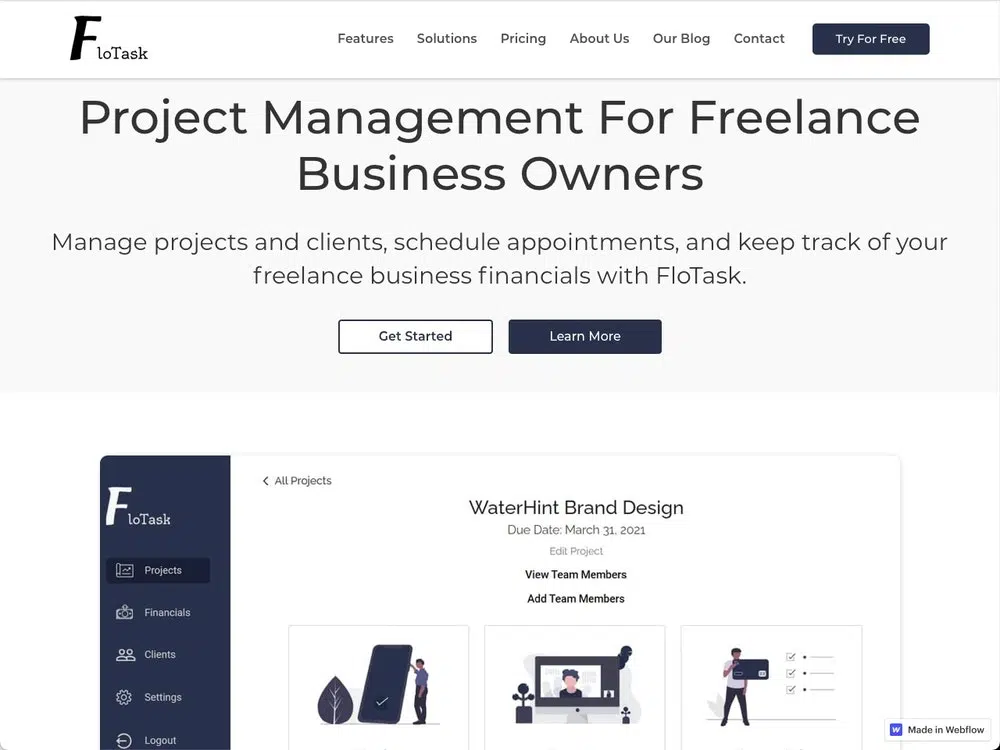 FloTask
Features Solutions Pricing About Us Our Blog Contact Try For Free
Project Management For Freelance
Business Owners
Manage projects and clients, schedule appointments, and keep track of your
freelance business financials with FloTask.
Get Started Learn More
FloTask
Projects
Financials
Clients
Settings
Logout
All Projects
WaterHint Brand Design
Due Date: March 31, 2021
Edit Project
View Team Members
Add Team Members
Made in Webflow